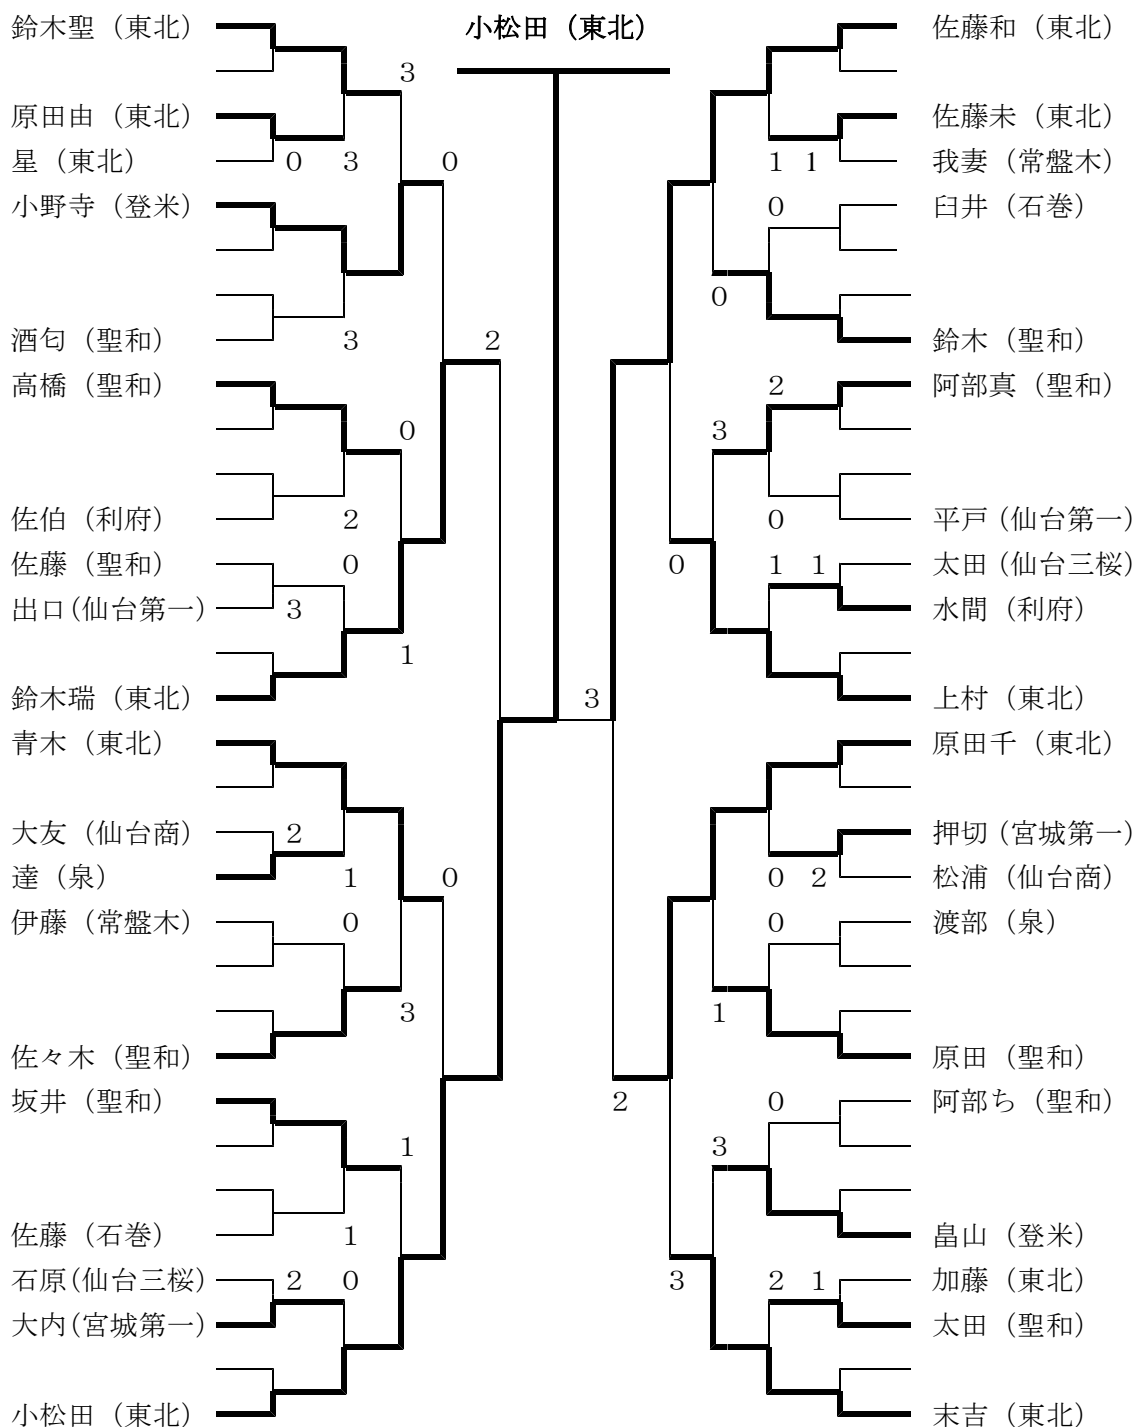 鈴木聖（東北） 小松田（東北） 佐藤和（東北）
3
原田由（東北） 佐藤未（東北）
星（東北） 0 3 0 1 1 我妻（常盤木）
小野寺（登米） 0 臼井（石巻）
0
酒匂（聖和） 3 2 鈴木（聖和）
高橋（聖和） 2 阿部真（聖和）
0 3
佐伯（利府） 2 0 平戸（仙台第一）
佐藤（聖和） 0 0 1 1 太田（仙台三桜）
出口（仙台第一） 3 水間（利府）
1
鈴木瑞（東北） 3 上村（東北）
青木（東北） 原田千（東北）
大友（仙台商） 2 押切（宮城第一）
達（泉） 1 0 0 2 松浦（仙台商）
伊藤（常盤木） 0 0 渡部（泉）
3 1
佐々木（聖和） 原田（聖和）
坂井（聖和） 2 0 阿部ち（聖和）
1 3
佐藤（石巻） 1 畠山（登米）
石原（仙台三桜） 2 0 3 2 1 加藤（東北）
大内（宮城第一） 太田（聖和）
小松田（東北） 末吉（東北）